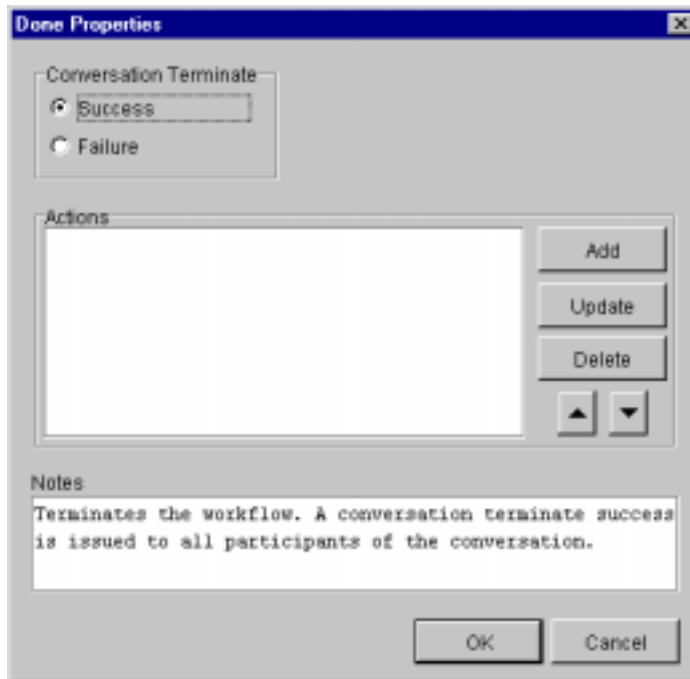 Done Properties
Conversation Terminate
Success
Failure
Actions
Add
Update
Delete
Notes
Terminates the workflow. A conversation terminate success
is issued to all participants of the conversation.
OK
Cancel